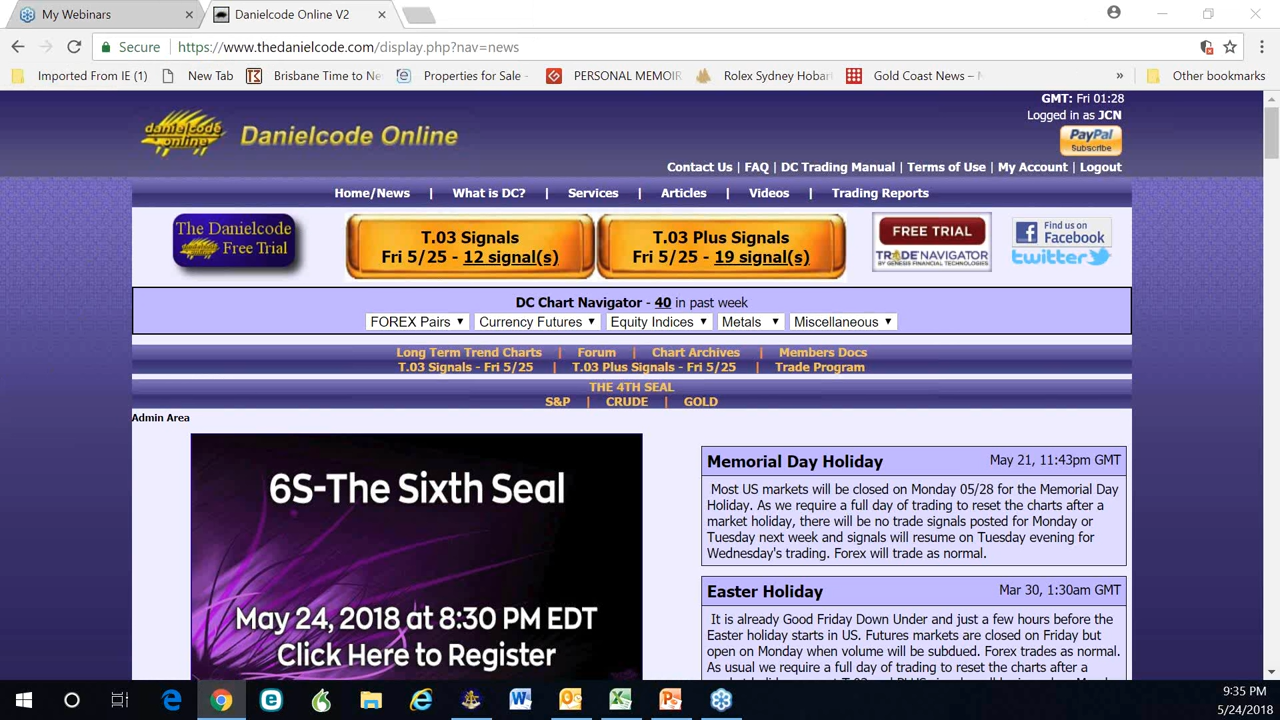 My Webinars
Danielcode Online V2
Secure
https://www.thedanielcode.com/display.php?nav=news
Imported From IE (1)
New Tab
Brisbane Time to Ne
Properties for Sale -
PERSONAL MEMOIR
Rolex Sydney Hobart
Gold Coast News –
»
Other bookmarks
GMT: Fri 01:28
Logged in as JCN
PayPal
Subscribe
danielcode
online
Danielcode Online
Contact Us | FAQ | DC Trading Manual | Terms of Use | My Account | Logout
Home/News | What is DC? | Services | Articles | Videos | Trading Reports
The Danielcode
Free Trial
T.03 Signals
Fri 5/25 - 12 signal(s)
T.03 Plus Signals
Fri 5/25 - 19 signal(s)
FREE TRIAL
TRADE NAVIGATOR
BY GENESIS FINANCIAL TECHNOLOGIES
Find us on
Facebook
twitter
DC Chart Navigator - 40 in past week
FOREX Pairs
Currency Futures
Equity Indices
Metals
Miscellaneous
Long Term Trend Charts | Forum | Chart Archives | Members Docs
T.03 Signals - Fri 5/25 | T.03 Plus Signals - Fri 5/25 | Trade Program
THE 4TH SEAL
S&P | CRUDE | GOLD
Admin Area
6S-The Sixth Seal
May 24, 2018 at 8:30 PM EDT
Click Here to Register
Memorial Day Holiday
May 21, 11:43pm GMT
Most US markets will be closed on Monday 05/28 for the Memorial Day
Holiday. As we require a full day of trading to reset the charts after a
market holiday, there will be no trade signals posted for Monday or
Tuesday next week and signals will resume on Tuesday evening for
Wednesday's trading. Forex will trade as normal.
Easter Holiday
Mar 30, 1:30am GMT
It is already Good Friday Down Under and just a few hours before the
Easter holiday starts in US. Futures markets are closed on Friday but
open on Monday when volume will be subdued. Forex trades as normal.
As usual we require a full day of trading to reset the charts after a
9:35 PM
5/24/2018